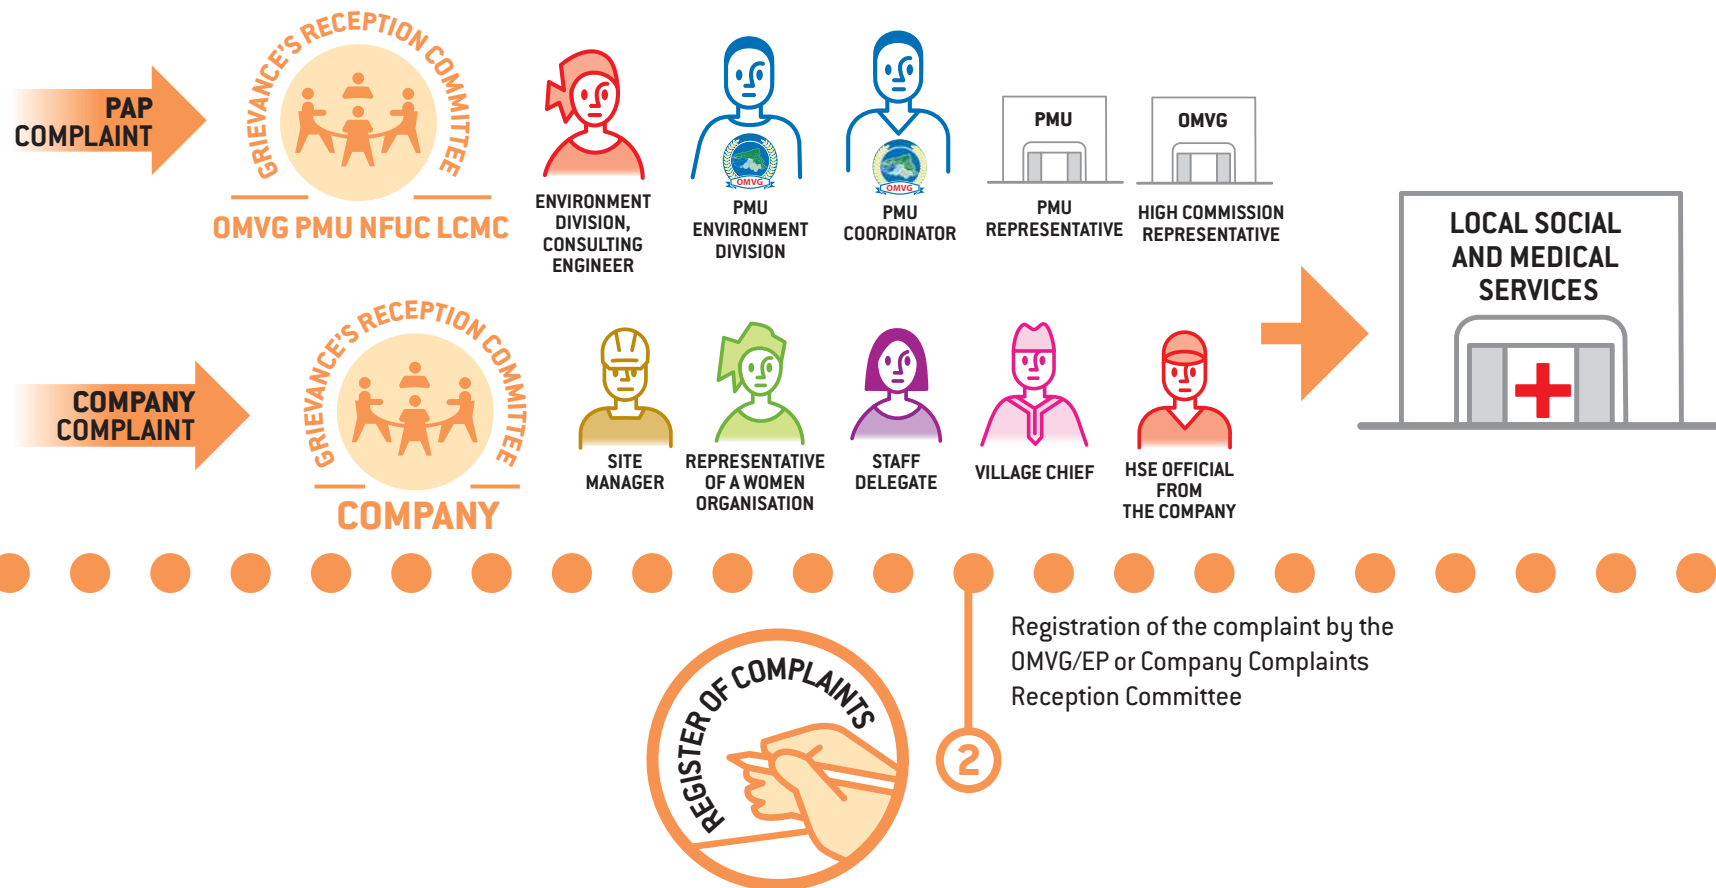 PAP
COMPLAINT
GRIEVANCE'S RECEPTION COMMITTEE
OMVG PMU NFUC LCMC
ENVIRONMENT
DIVISION,
CONSULTING
ENGINEER
OMVG
PMU
ENVIRONMENT
DIVISION
OMVG
PMU
COORDINATOR
PMU
PMU
REPRESENTATIVE
OMVG
HIGH COMMISSION
REPRESENTATIVE
LOCAL SOCIAL
AND MEDICAL
SERVICES
COMPANY
COMPLAINT
GRIEVANCE'S RECEPTION COMMITTEE
COMPANY
SITE
MANAGER
REPRESENTATIVE
OF A WOMEN
ORGANISATION
STAFF
DELEGATE
VILLAGE CHIEF
HSE OFFICIAL
FROM
THE COMPANY
REGISTER OF COMPLAINTS
2
Registration of the complaint by the
OMVG/EP or Company Complaints
Reception Committee